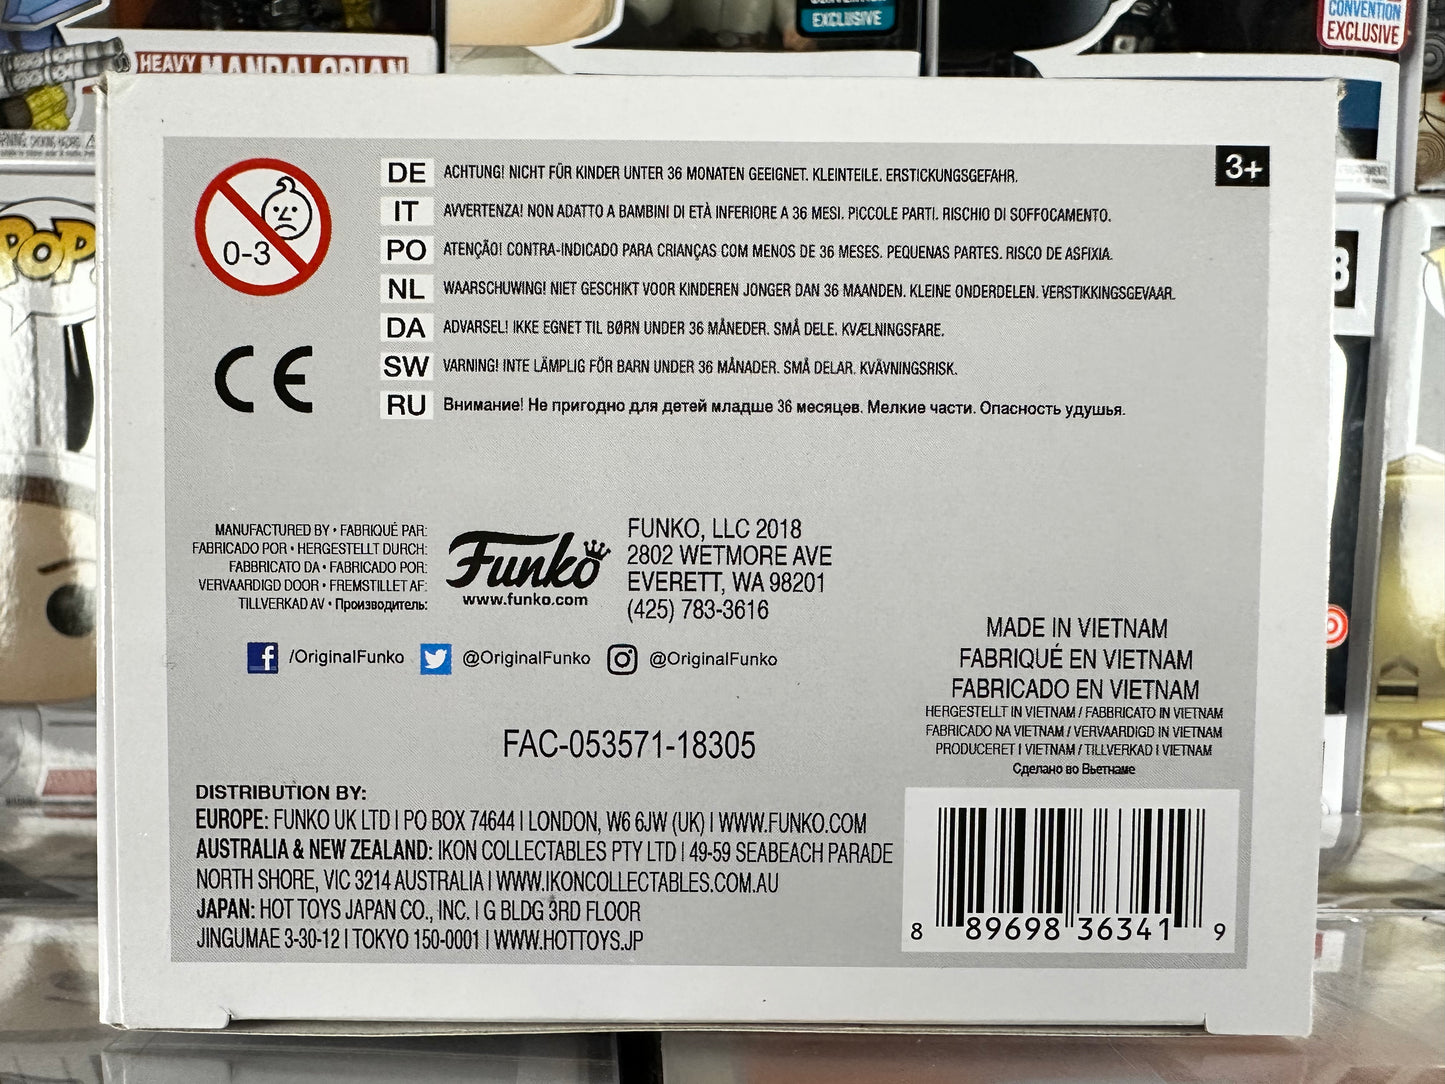 CONVENTION
EXCLUSIVE
CONVENTION
EXCLUSIVE
HEAVY MANDALORIAN
POP
3+
0-3
DE ACHTUNG! NICHT FÜR KINDER UNTER 36 MONATEN GEEIGNET. KLEINTEILE. ERSTICKUNGSGEFAHR.
IT AVVERTENZA! NON ADATTO A BAMBINI DI ETÀ INFERIORE A 36 MESI. PICCOLE PARTI. RISCHIO DI SOFFOCAMENTO.
PO ATENÇÃO! CONTRA-INDICADO PARA CRIANÇAS COM MENOS DE 36 MESES. PEQUENAS PARTES. RISCO DE ASFIXIA.
NL WAARSCHUWING! NIET GESCHIKT VOOR KINDEREN JONGER DAN 36 MAANDEN. KLEINE ONDERDELEN. VERSTIKKINGSGEVAAR.
DA ADVARSEL! IKKE EGNET TIL BØRN UNDER 36 MÅNEDER. SMÅ DELE. KVÆLNINGSFARE.
SW VARNING! INTE LÄMPLIG FÖR BARN UNDER 36 MÅNADER. SMÅ DELAR. KVÄVNINGSRISK.
RU Внимание! Не пригодно для детей младше 36 месяцев. Мелкие части. Опасность удушья.
CE
MANUFACTURED BY • FABRIQUÉ PAR:
FABRICADO POR • HERGESTELLT DURCH:
FABBRICATO DA • FABRICADO POR:
VERVAARDIGD DOOR • FREMSTILLET AF:
TILLVERKAD AV • Производитель:
Funko
www.funko.com
FUNKO, LLC 2018
2802 WETMORE AVE
EVERETT, WA 98201
(425) 783-3616
/OriginalFunko @OriginalFunko @OriginalFunko
MADE IN VIETNAM
FABRIQUÉ EN VIETNAM
FABRICADO EN VIETNAM
HERGESTELLT IN VIETNAM / FABBRICATO IN VIETNAM
FABRICADO NA VIETNAM / VERVAARDIGD IN VIETNAM
PRODUCERET I VIETNAM / TILLVERKAD I VIETNAM
Сделано во Вьетнаме
FAC-053571-18305
DISTRIBUTION BY:
EUROPE: FUNKO UK LTD | PO BOX 74644 | LONDON, W6 6JW (UK) | WWW.FUNKO.COM
AUSTRALIA & NEW ZEALAND: IKON COLLECTABLES PTY LTD | 49-59 SEABEACH PARADE
NORTH SHORE, VIC 3214 AUSTRALIA | WWW.IKONCOLLECTABLES.COM.AU
JAPAN: HOT TOYS JAPAN CO., INC. | G BLDG 3RD FLOOR
JINGUMAE 3-30-12 | TOKYO 150-0001 | WWW.HOTTOYS.JP
8 89698 36341 9